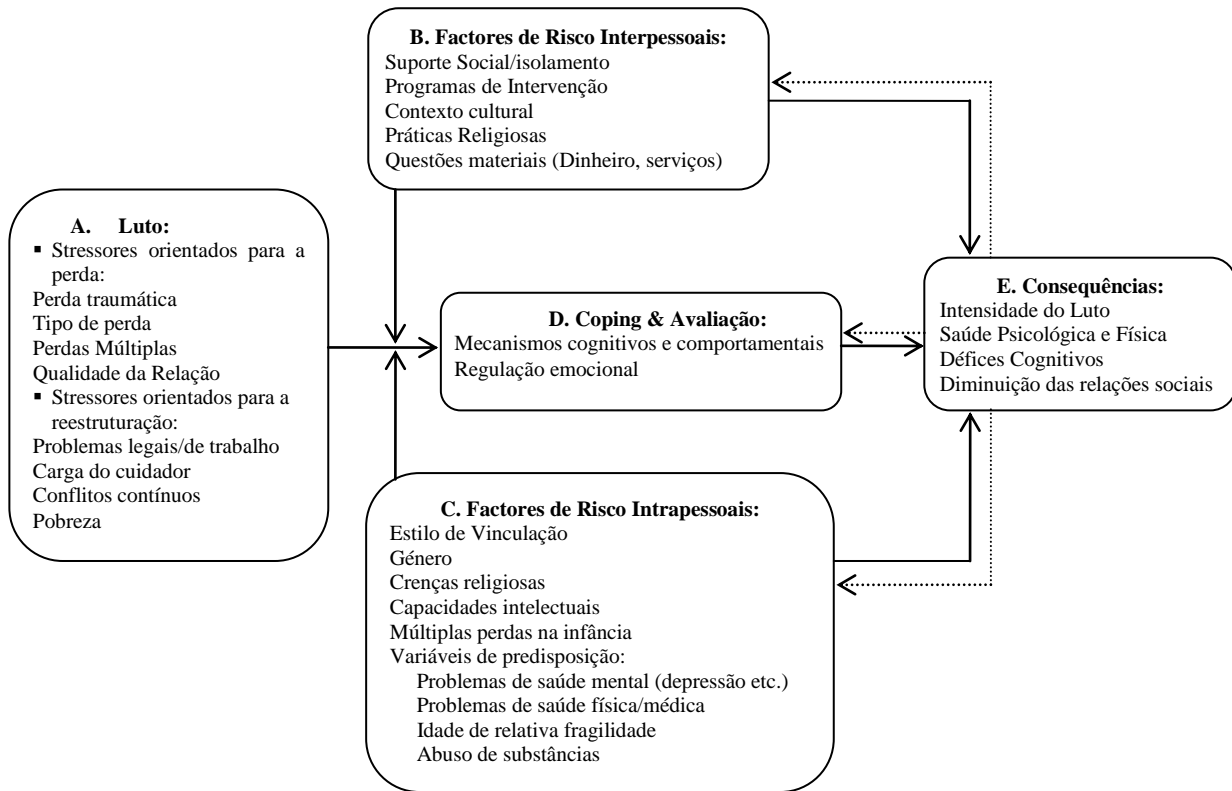 B. Factores de Risco Interpessoais:
Suporte Social/isolamento
Programas de Intervenção
Contexto cultural
Práticas Religiosas
Questões materiais (Dinheiro, serviços)
A. Luto:
▪ Stressores orientados para a
perda:
Perda traumática
Tipo de perda
Perdas Múltiplas
Qualidade da Relação
▪ Stressores orientados para a
reestruturação:
Problemas legais/de trabalho
Carga do cuidador
Conflitos contínuos
Pobreza
D. Coping & Avaliação:
Mecanismos cognitivos e comportamentais
Regulação emocional
E. Consequências:
Intensidade do Luto
Saúde Psicológica e Física
Défices Cognitivos
Diminuição das relações sociais
C. Factores de Risco Intrapessoais:
Estilo de Vinculação
Género
Crenças religiosas
Capacidades intelectuais
Múltiplas perdas na infância
Variáveis de predisposição:
Problemas de saúde mental (depressão etc.)
Problemas de saúde física/médica
Idade de relativa fragilidade
Abuso de substâncias